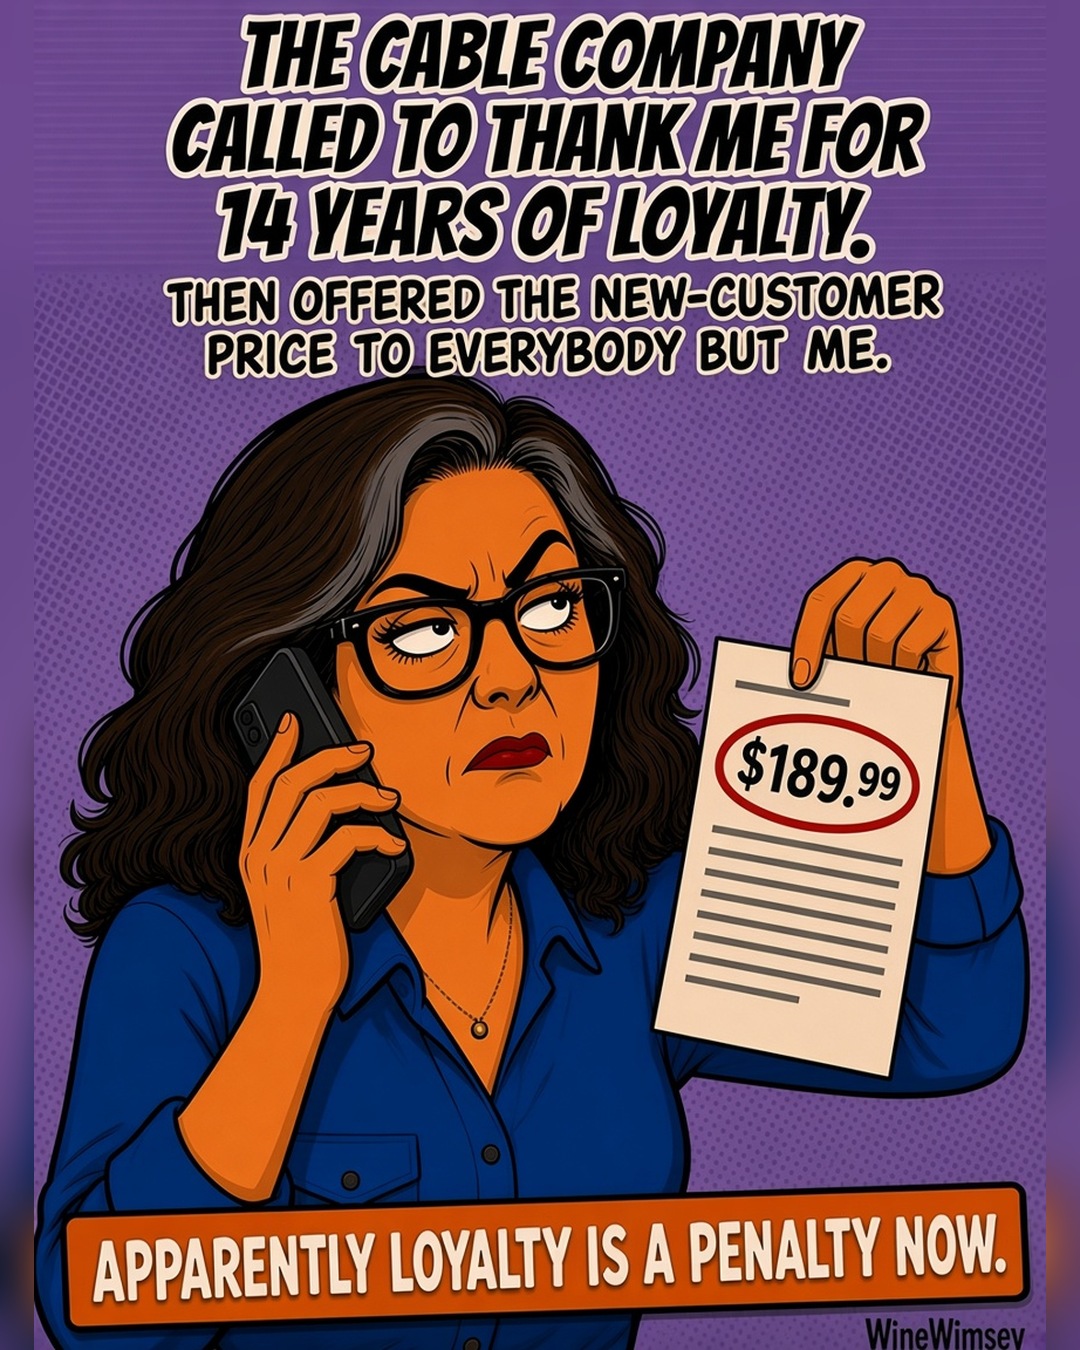 THE CABLE COMPANY
CALLED TO THANK ME FOR
14 YEARS OF LOYALTY.
THEN OFFERED THE NEW-CUSTOMER
PRICE TO EVERYBODY BUT ME.
$189.99
APPARENTLY LOYALTY IS A PENALTY NOW.
WineWimsey